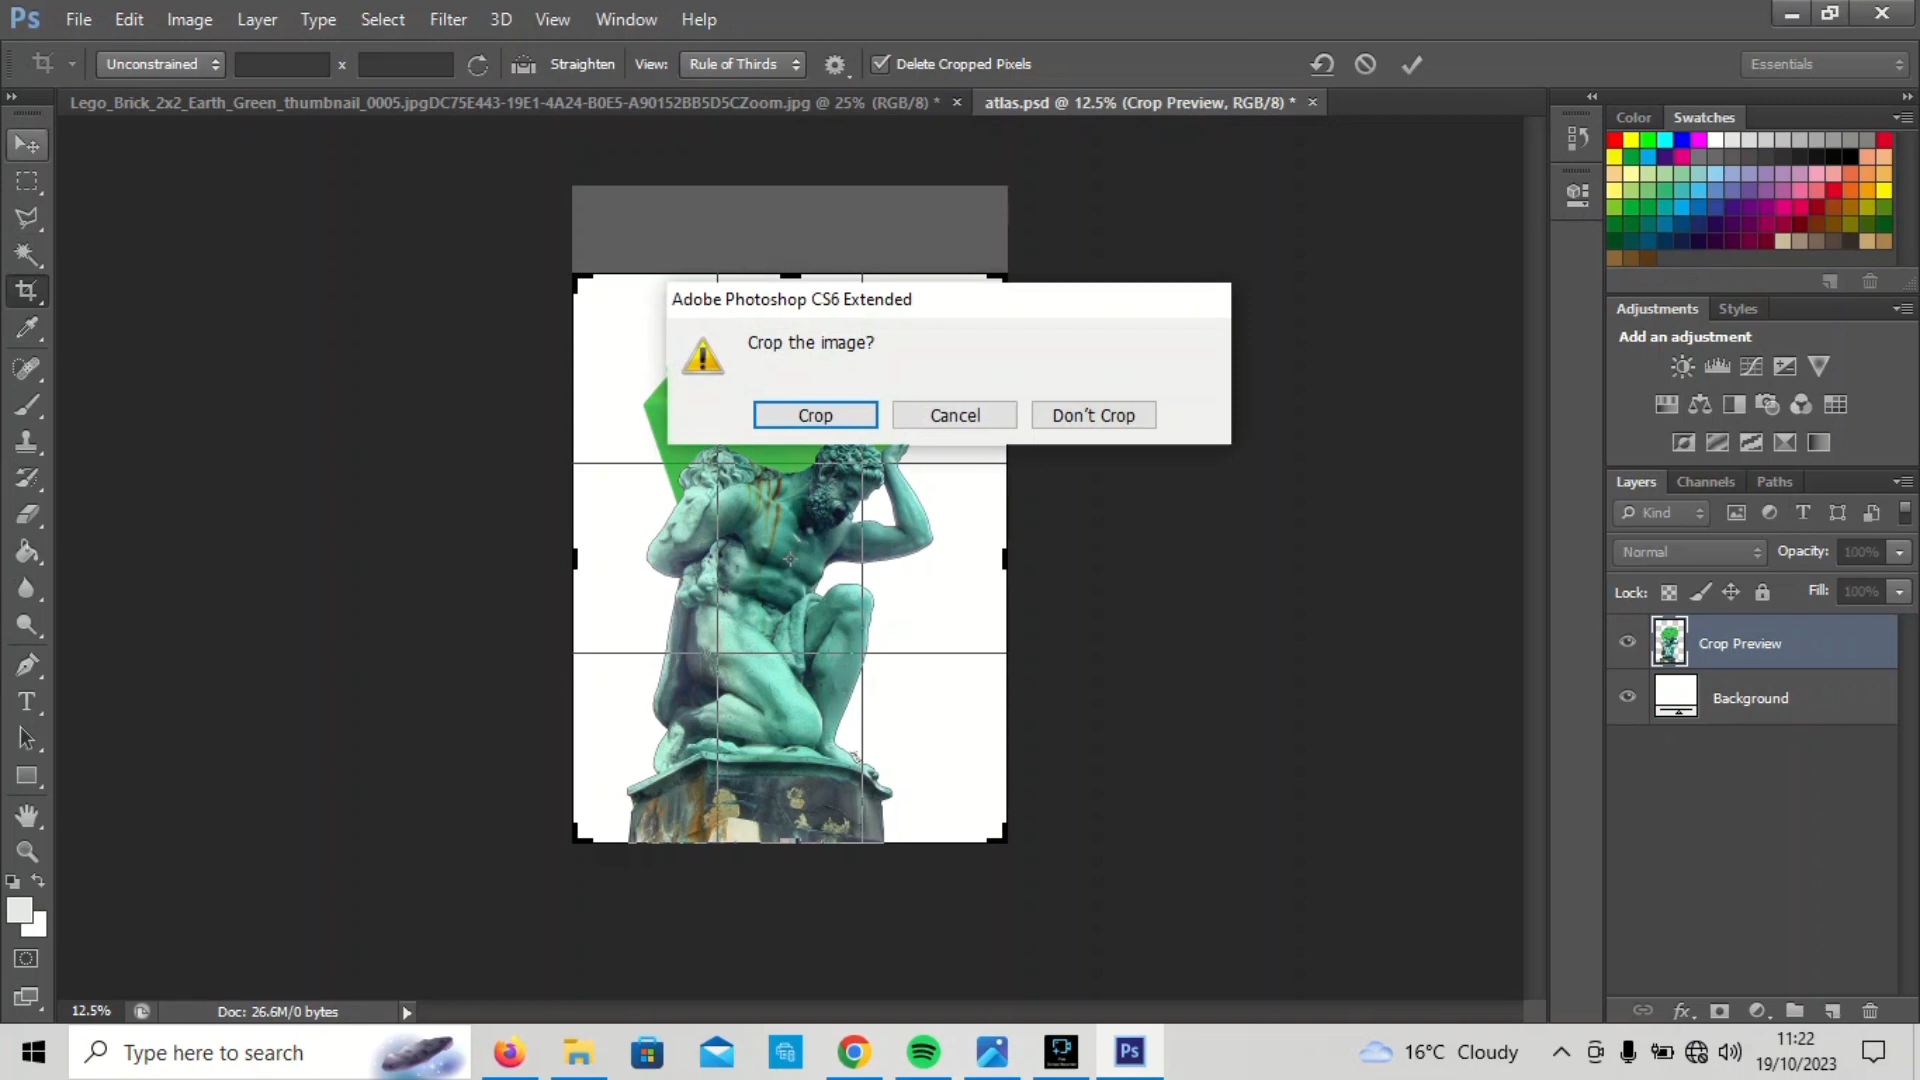 Ps File Edit Image Layer Type Select Filter 3D View Window Help
Unconstrained x Straighten View: Rule of Thirds Delete Cropped Pixels Essentials
Lego_Brick_2x2_Earth_Green_thumbnail_0005.jpgDC75E443-19E1-4A24-B0E5-A90152BB5D5CZoom.jpg @ 25% (RGB/8) * × atlas.psd @ 12.5% (Crop Preview, RGB/8) * ×
Color Swatches
Adobe Photoshop CS6 Extended
Crop the image?
Crop Cancel Don't Crop
Adjustments Styles
Add an adjustment
Layers Channels Paths
Kind
Normal Opacity: 100%
Lock: Fill: 100%
Crop Preview
Background
T
fx
12.5% Doc: 26.6M/0 bytes
Type here to search
Ps
16°C Cloudy
11:22
19/10/2023